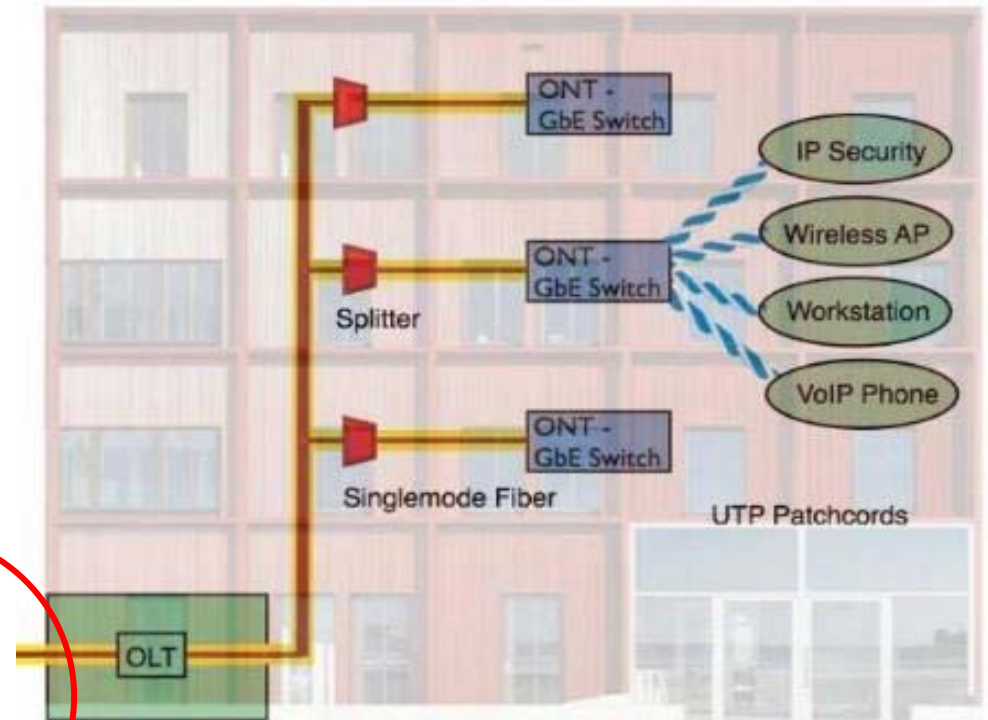 ONT -
GbE Switch
IP Security
Wireless AP
ONT -
GbE Switch
Workstation
Splitter
VoIP Phone
ONT -
GbE Switch
Singlemode Fiber
UTP Patchcords
OLT